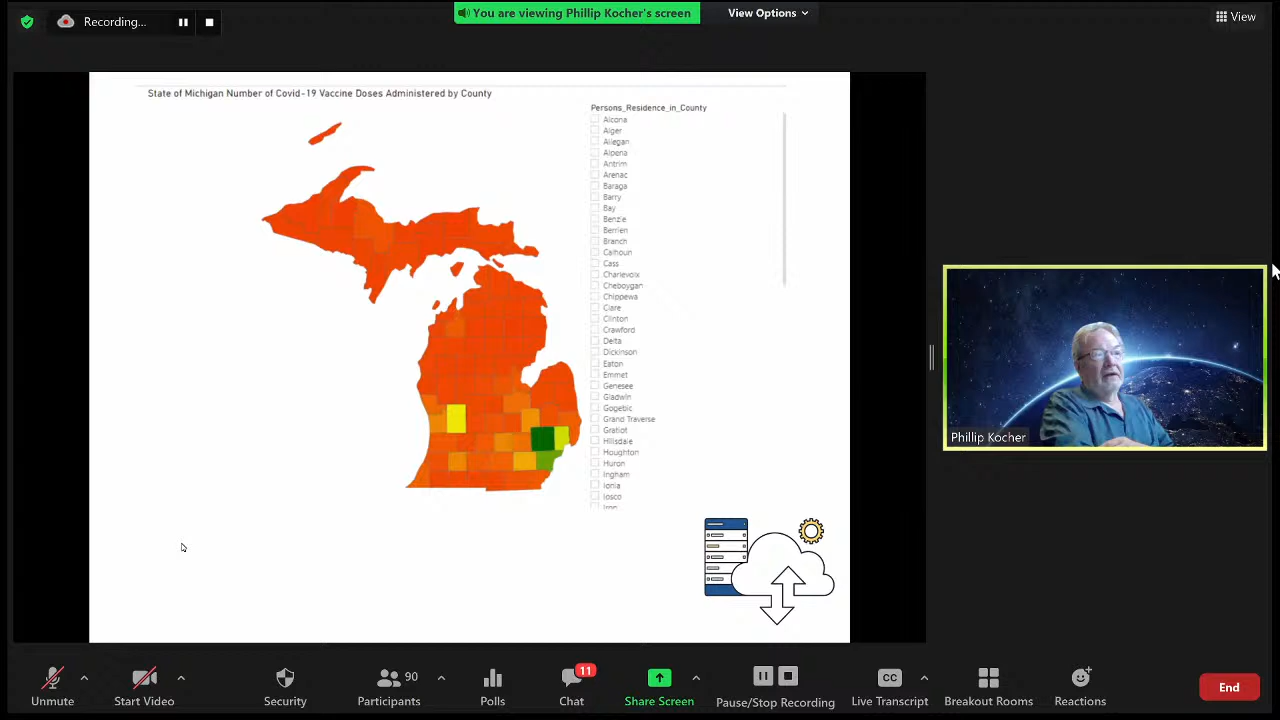 Recording...
You are viewing Phillip Kocher's screen
View Options
View
State of Michigan Number of Covid-19 Vaccine Doses Administered by County
Persons_Residence_in_County
Alcona
Alger
Allegan
Alpena
Antrim
Arenac
Baraga
Barry
Bay
Benzie
Berrien
Branch
Calhoun
Cass
Charlevoix
Cheboygan
Chippewa
Clare
Clinton
Crawford
Delta
Dickinson
Eaton
Emmet
Genesee
Gladwin
Gogebic
Grand Traverse
Gratiot
Hillsdale
Houghton
Huron
Ingham
Ionia
Iosco
Iron
Phillip Kocher
Unmute
Start Video
Security
90
Participants
Polls
11
Chat
Share Screen
Pause/Stop Recording
CC
Live Transcript
Breakout Rooms
Reactions
End